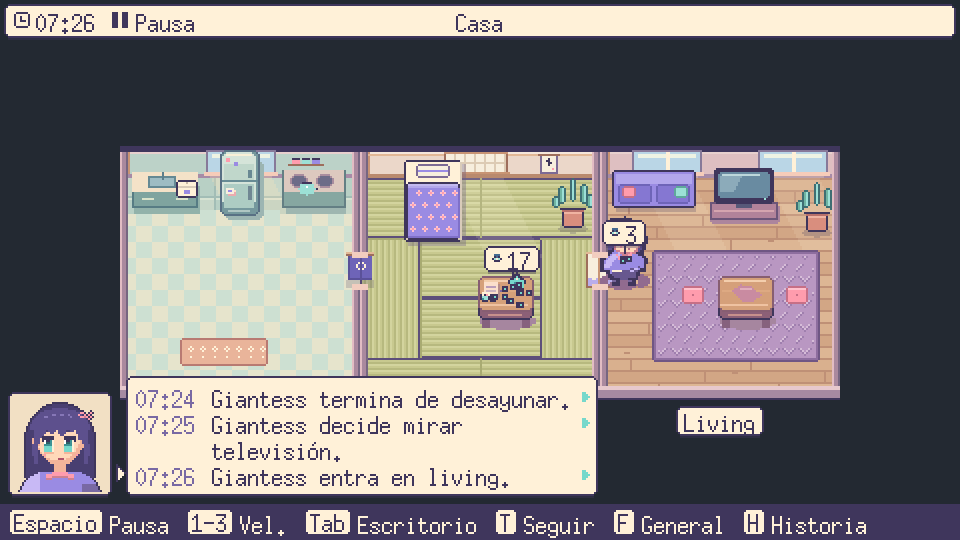 07:26 Pausa
Casa
17
3
07:24 Giantess termina de desayunar.
07:25 Giantess decide mirar
televisión.
07:26 Giantess entra en living.
Living
Espacio Pausa 1-3 Vel. Tab Escritorio T Seguir F General H Historia